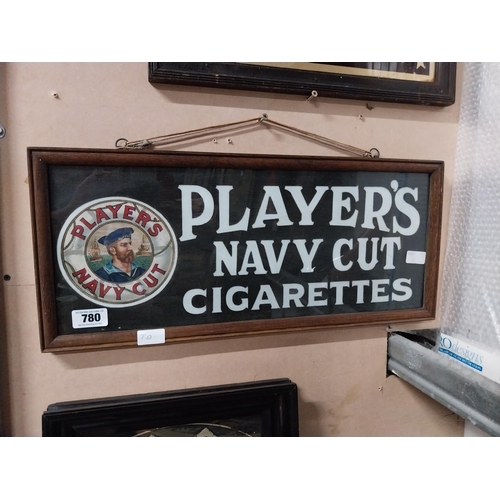 PLAYER'S
NAVY CUT
CIGARETTES
PLAYER'S
NAVY CUT
780